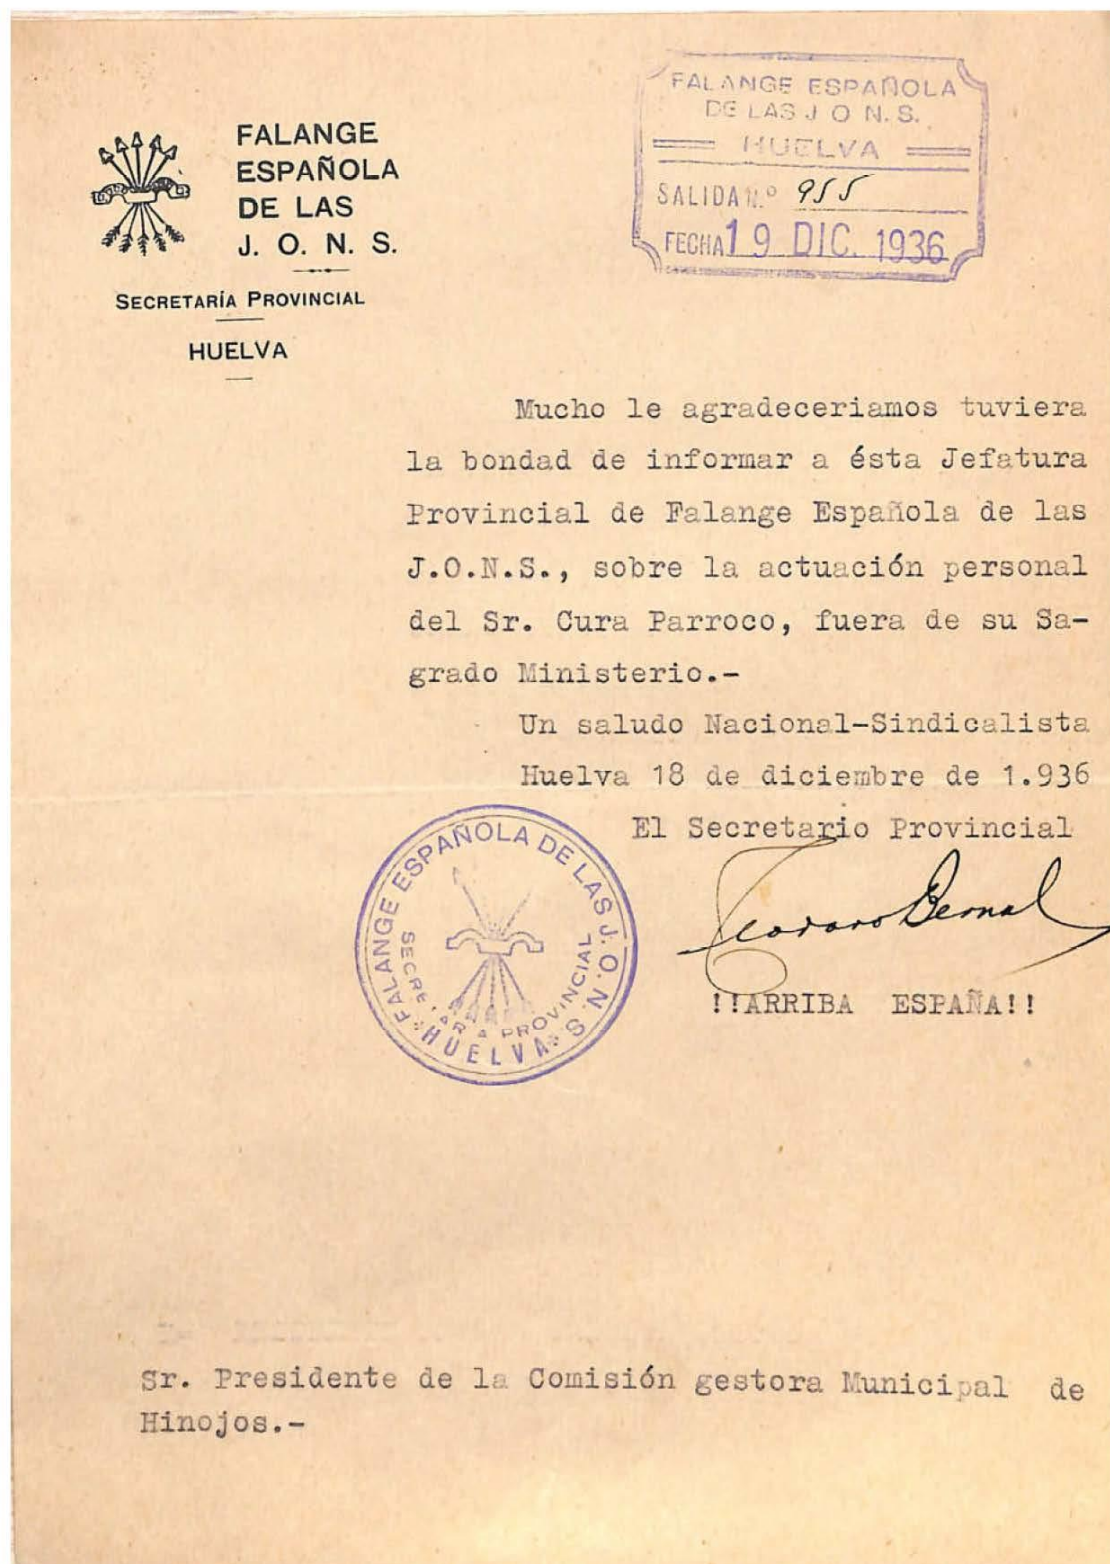 FALANGE
ESPAÑOLA
DE LAS
J. O. N. S.
SECRETARÍA PROVINCIAL
HUELVA
FALANGE ESPAÑOLA
DE LAS J O N. S.
HUELVA
SALIDA N.º 955
FECHA 19 DIC. 1936
Mucho le agradeceriamos tuviera
la bondad de informar a ésta Jefatura
Provincial de Falange Española de las
J.O.N.S., sobre la actuación personal
del Sr. Cura Parroco, fuera de su Sa-
grado Ministerio.-
Un saludo Nacional-Sindicalista
Huelva 18 de diciembre de 1.936
El Secretario Provincial
Teodoro Bernal
!!ARRIBA ESPAÑA!!
FALANGE ESPAÑOLA DE LAS J. O. N. S.
SECRETARIA PROVINCIAL
*HUELVA*
Sr. Presidente de la Comisión gestora Municipal de
Hinojos.-